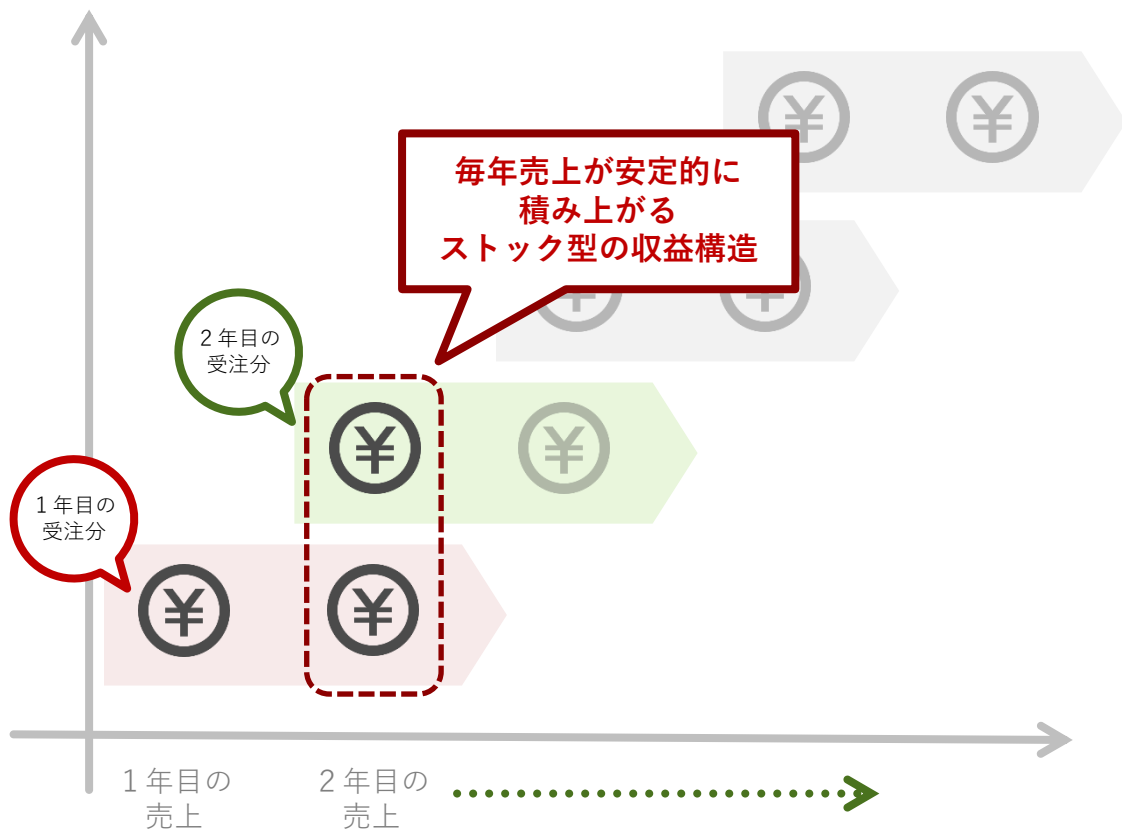 毎年売上が安定的に
積み上がる
ストック型の収益構造
２年目の
受注分
１年目の
受注分
¥ ¥
¥ ¥
¥ ¥
¥ ¥
１年目の
売上
２年目の
売上